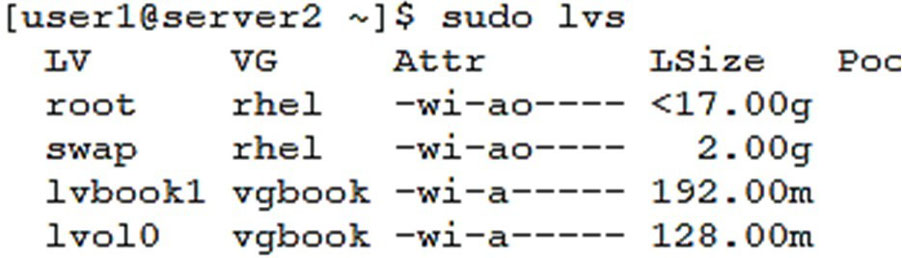 [user1@server2 ~]$ sudo lvs
LV VG Attr LSize Poo
root rhel -wi-ao---- <17.00g
swap rhel -wi-ao---- 2.00g
lvbook1 vgbook -wi-a----- 192.00m
lvol0 vgbook -wi-a----- 128.00m